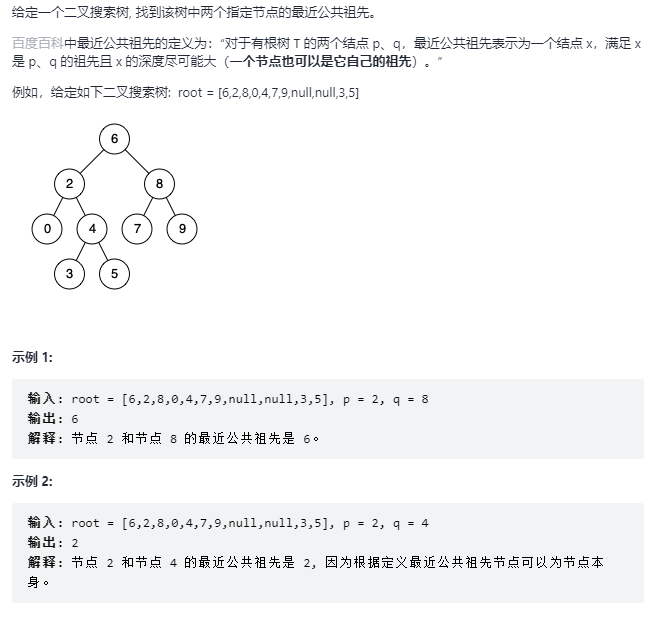 给定一个二叉搜索树, 找到该树中两个指定节点的最近公共祖先。
百度百科中最近公共祖先的定义为：“对于有根树 T 的两个结点 p、q，最近公共祖先表示为一个结点 x，满足 x
是 p、q 的祖先且 x 的深度尽可能大（一个节点也可以是它自己的祖先）。”
例如，给定如下二叉搜索树: root = [6,2,8,0,4,7,9,null,null,3,5]
6
2 8
0 4 7 9
3 5
示例 1:
输入: root = [6,2,8,0,4,7,9,null,null,3,5], p = 2, q = 8
输出: 6
解释: 节点 2 和节点 8 的最近公共祖先是 6。
示例 2:
输入: root = [6,2,8,0,4,7,9,null,null,3,5], p = 2, q = 4
输出: 2
解释: 节点 2 和节点 4 的最近公共祖先是 2, 因为根据定义最近公共祖先节点可以为节点本
身。